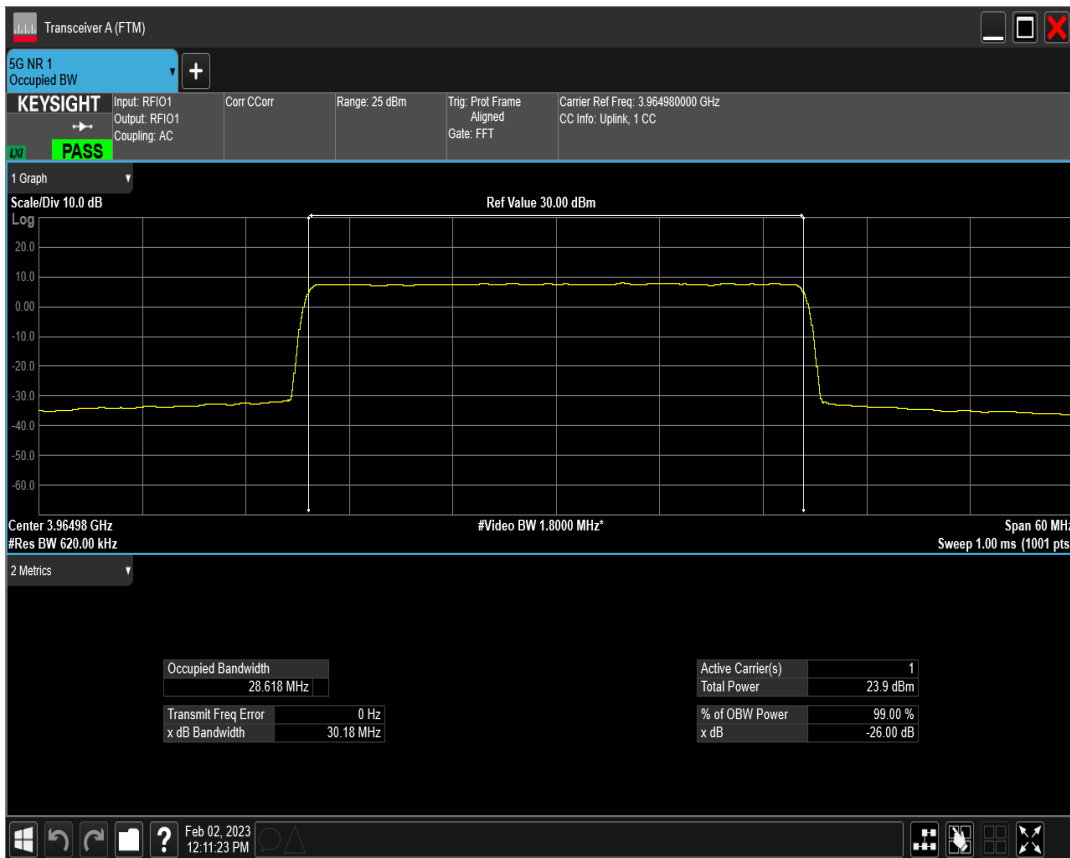 Transceiver A (FTM)
5G NR 1
Occupied BW
+
KEYSIGHT
LXI
PASS
Input: RFIO1
Output: RFIO1
Coupling: AC
Corr CCorr
Range: 25 dBm
Trig: Prot Frame
Aligned
Gate: FFT
Carrier Ref Freq: 3.964980000 GHz
CC Info: Uplink, 1 CC
1 Graph
Scale/Div 10.0 dB
Ref Value 30.00 dBm
Log
20.0
10.0
0.00
-10.0
-20.0
-30.0
-40.0
-50.0
-60.0
Center 3.96498 GHz
#Video BW 1.8000 MHz*
Span 60 MHz
#Res BW 620.00 kHz
Sweep 1.00 ms (1001 pts
2 Metrics
Occupied Bandwidth
28.618 MHz
Transmit Freq Error 0 Hz
x dB Bandwidth 30.18 MHz
Active Carrier(s) 1
Total Power 23.9 dBm
% of OBW Power 99.00 %
x dB -26.00 dB
?
Feb 02, 2023
12:11:23 PM